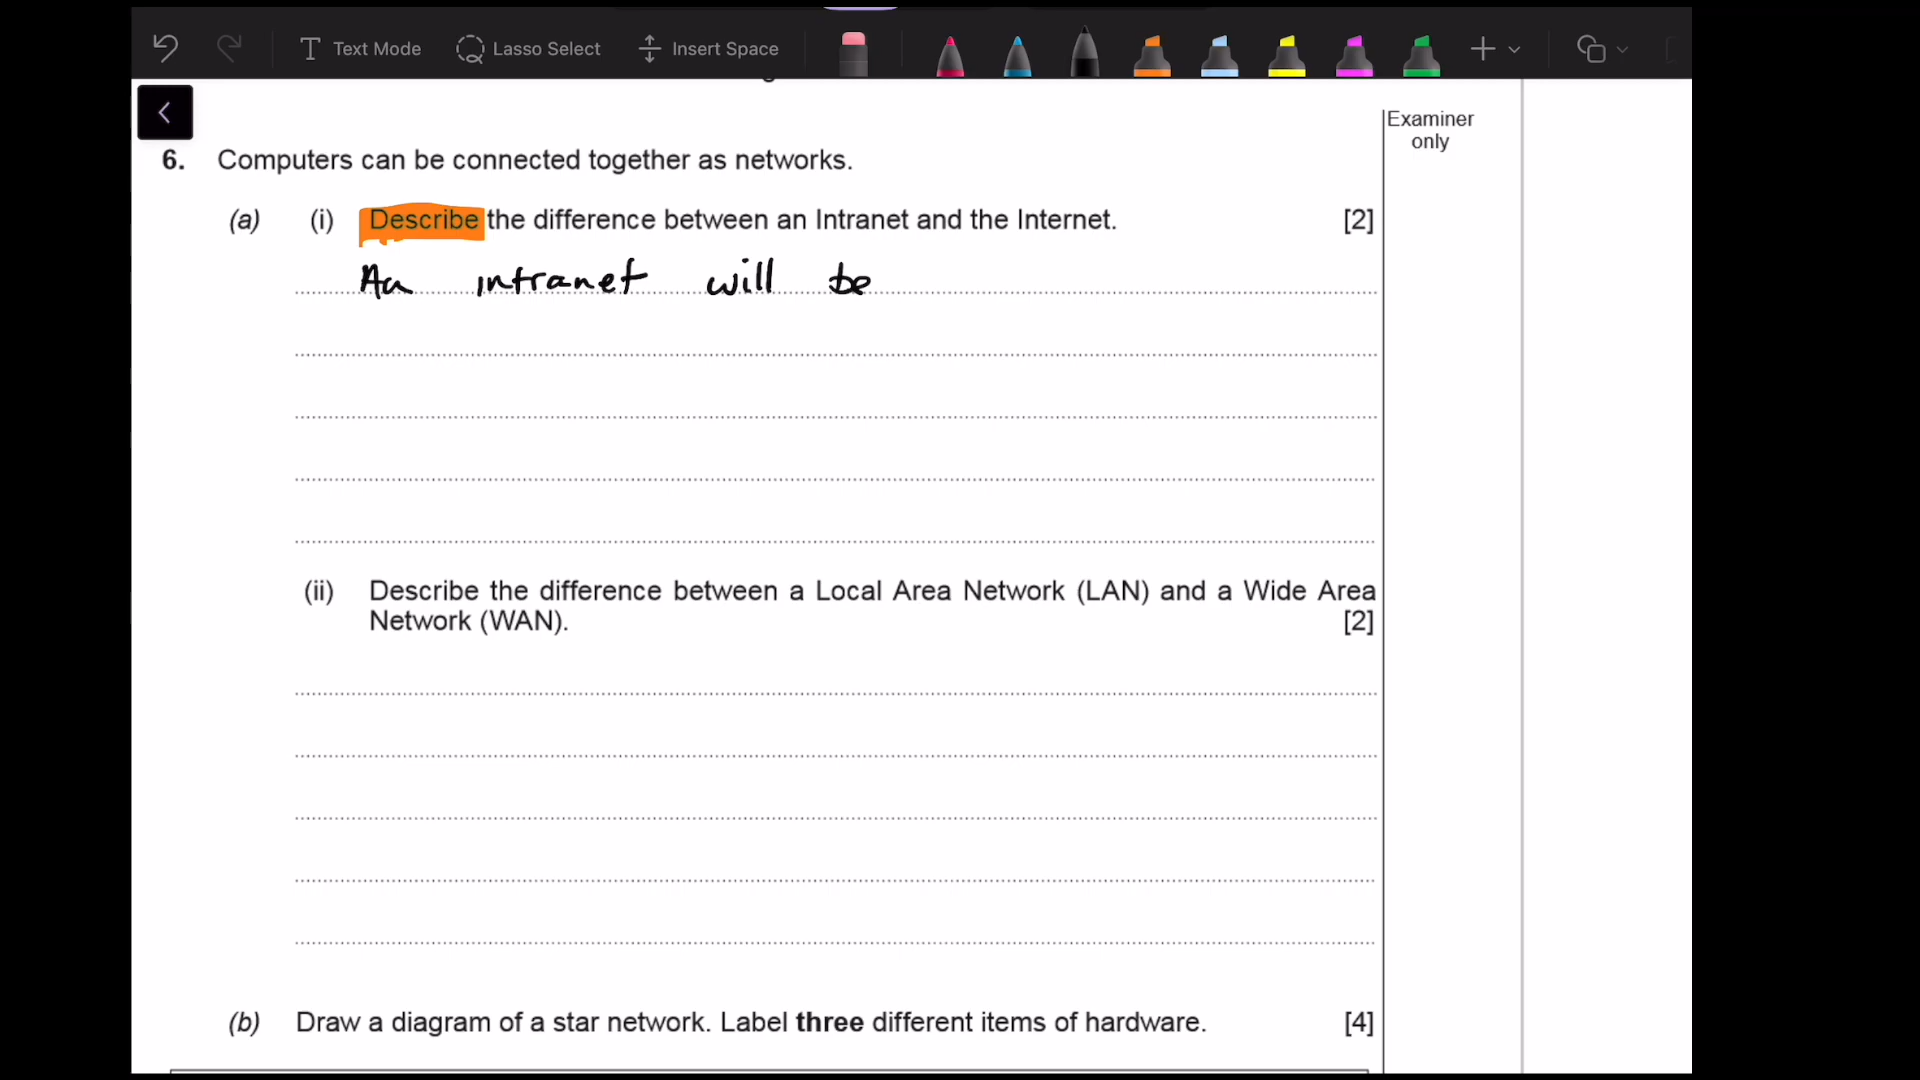 Text Mode Lasso Select Insert Space
Examiner
only
6. Computers can be connected together as networks.
(a) (i) Describe the difference between an Intranet and the Internet. [2]
An intranet will be
(ii) Describe the difference between a Local Area Network (LAN) and a Wide Area
Network (WAN). [2]
(b) Draw a diagram of a star network. Label three different items of hardware. [4]